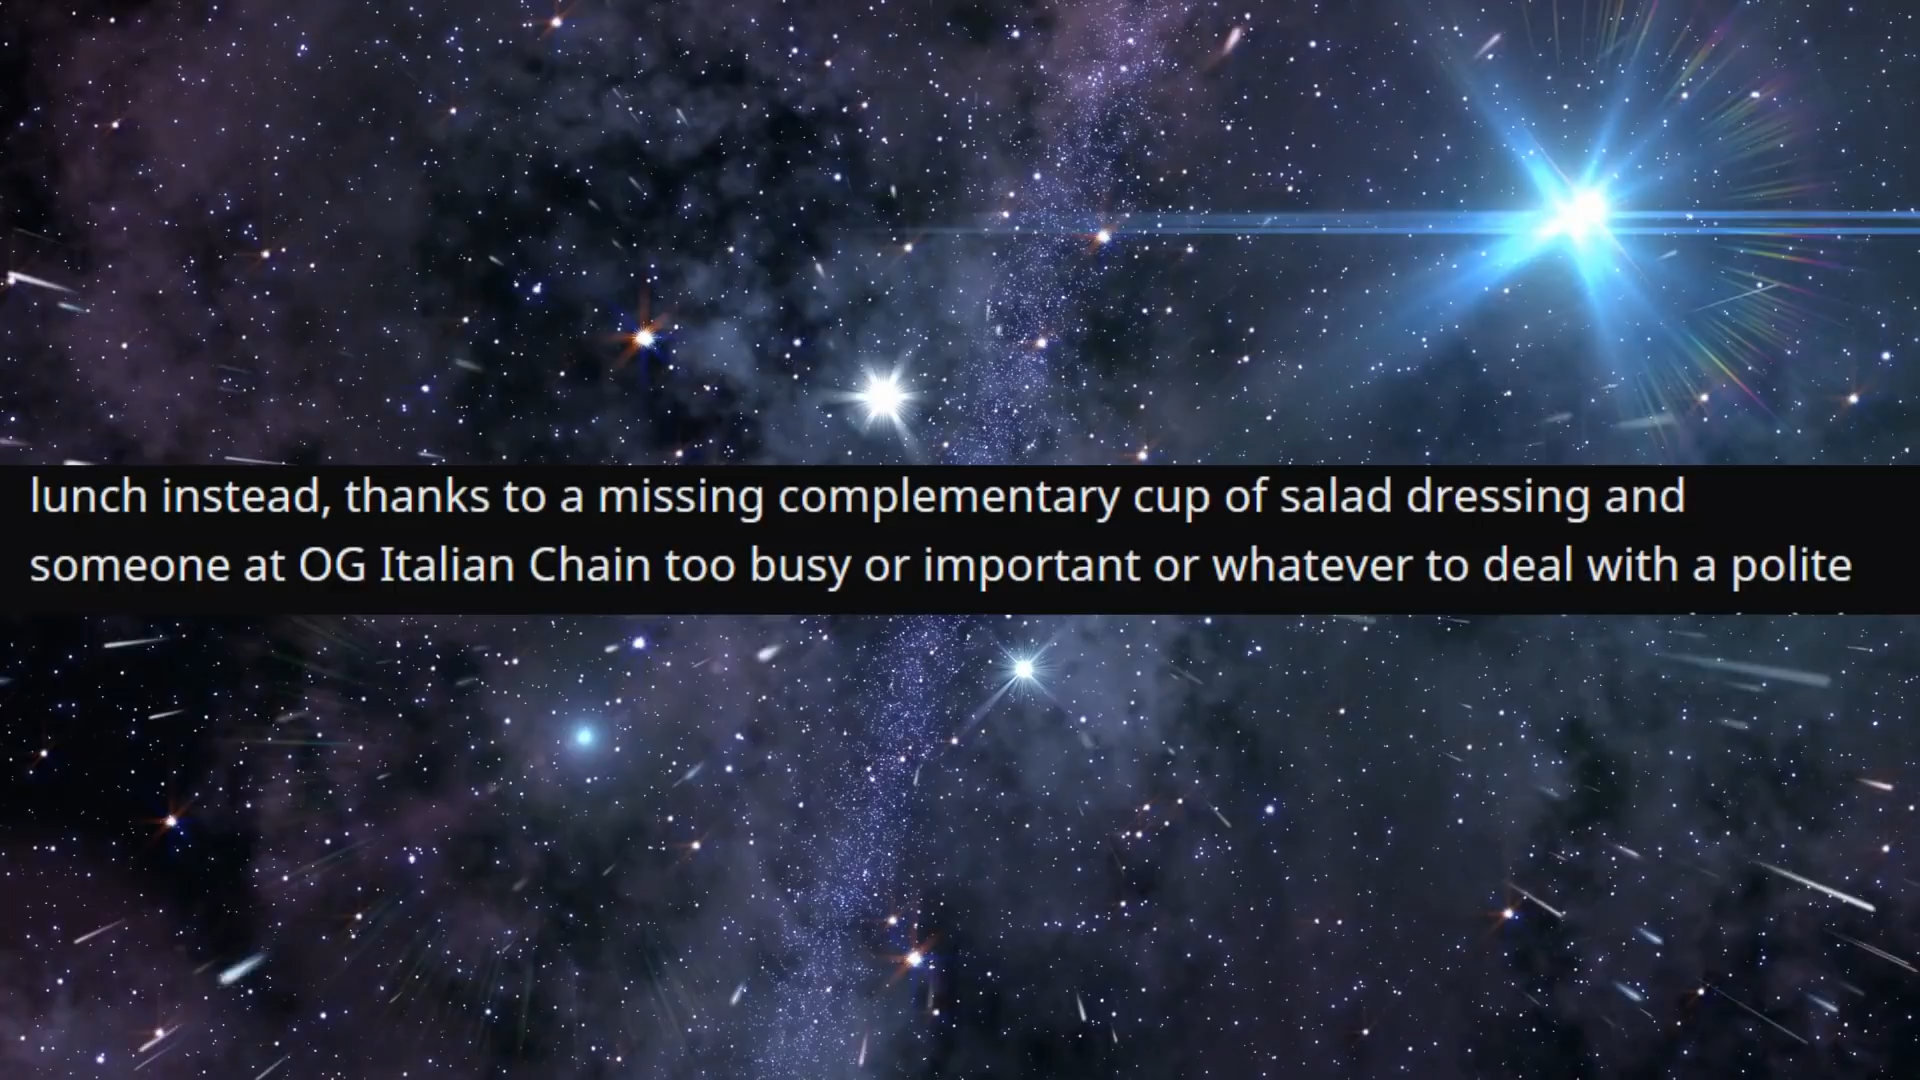 lunch instead, thanks to a missing complementary cup of salad dressing and
someone at OG Italian Chain too busy or important or whatever to deal with a polite